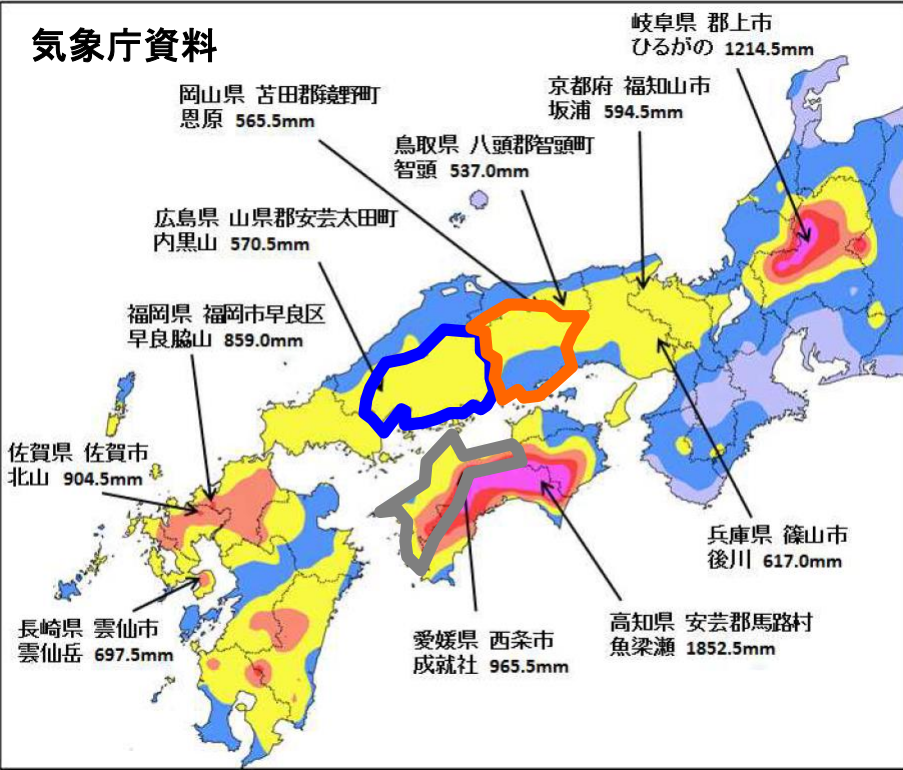 気象庁資料
岐阜県 郡上市
ひるがの 1214.5mm
岡山県 苫田郡鏡野町
恩原 565.5mm
京都府 福知山市
坂浦 594.5mm
鳥取県 八頭郡智頭町
智頭 537.0mm
広島県 山県郡安芸太田町
内黒山 570.5mm
福岡県 福岡市早良区
早良脇山 859.0mm
佐賀県 佐賀市
北山 904.5mm
兵庫県 篠山市
後川 617.0mm
長崎県 雲仙市
雲仙岳 697.5mm
愛媛県 西条市
成就社 965.5mm
高知県 安芸郡馬路村
魚梁瀬 1852.5mm